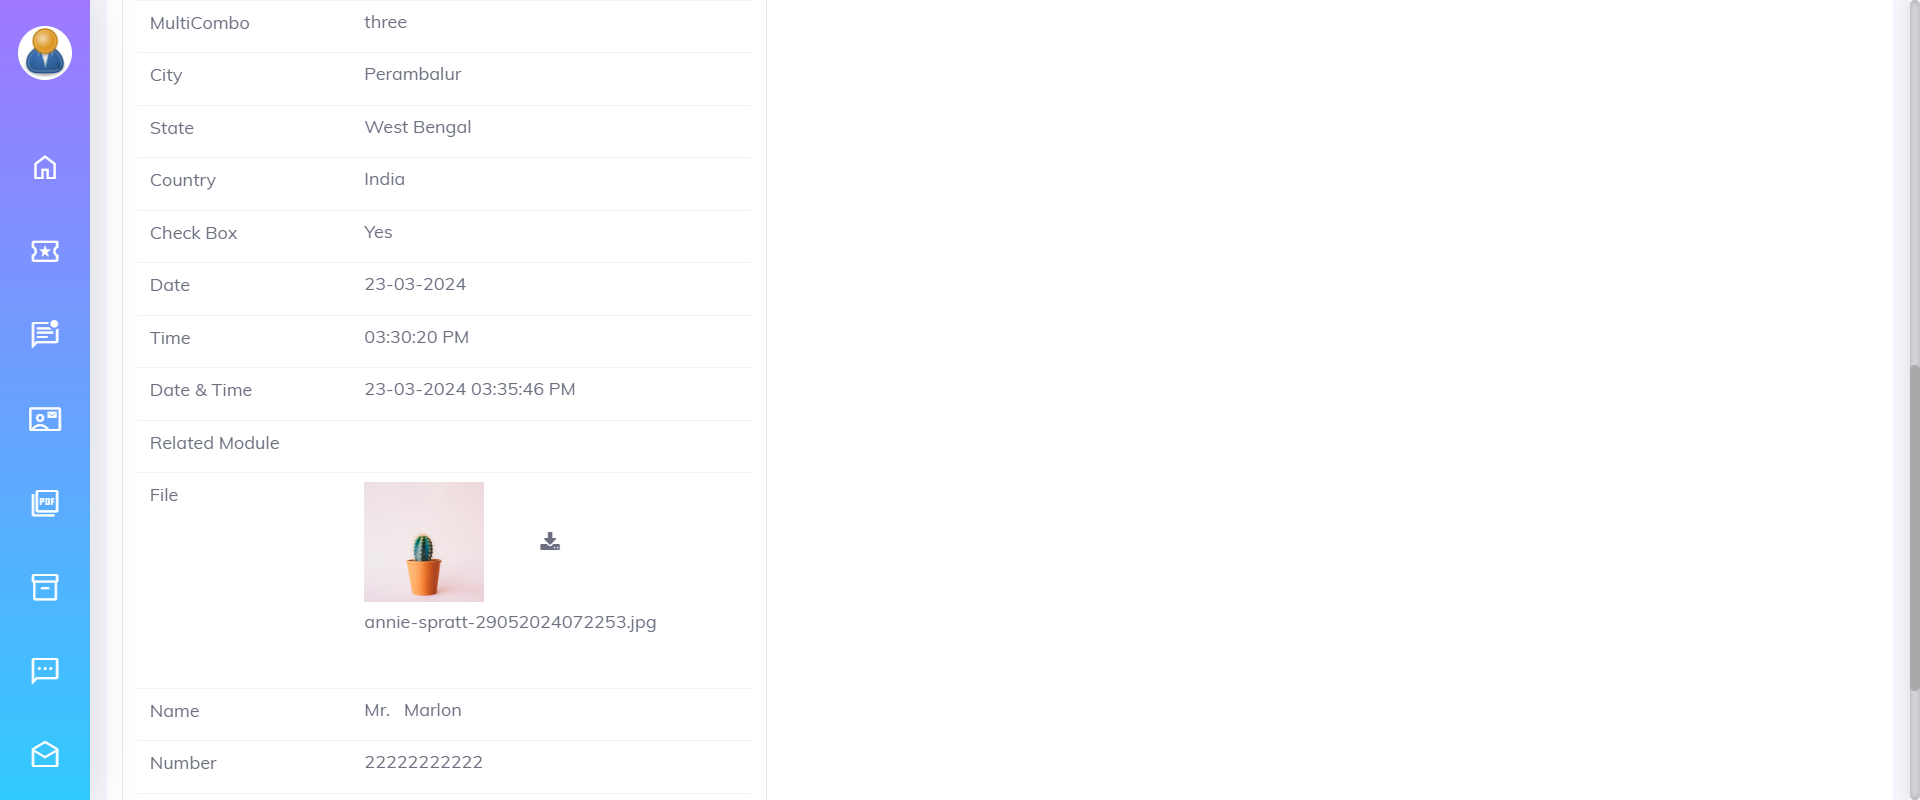 MultiCombo three
City Perambalur
State West Bengal
Country India
Check Box Yes
Date 23-03-2024
Time 03:30:20 PM
Date & Time 23-03-2024 03:35:46 PM
Related Module
File
annie-spratt-29052024072253.jpg
Name Mr. Marlon
Number 22222222222
PDF